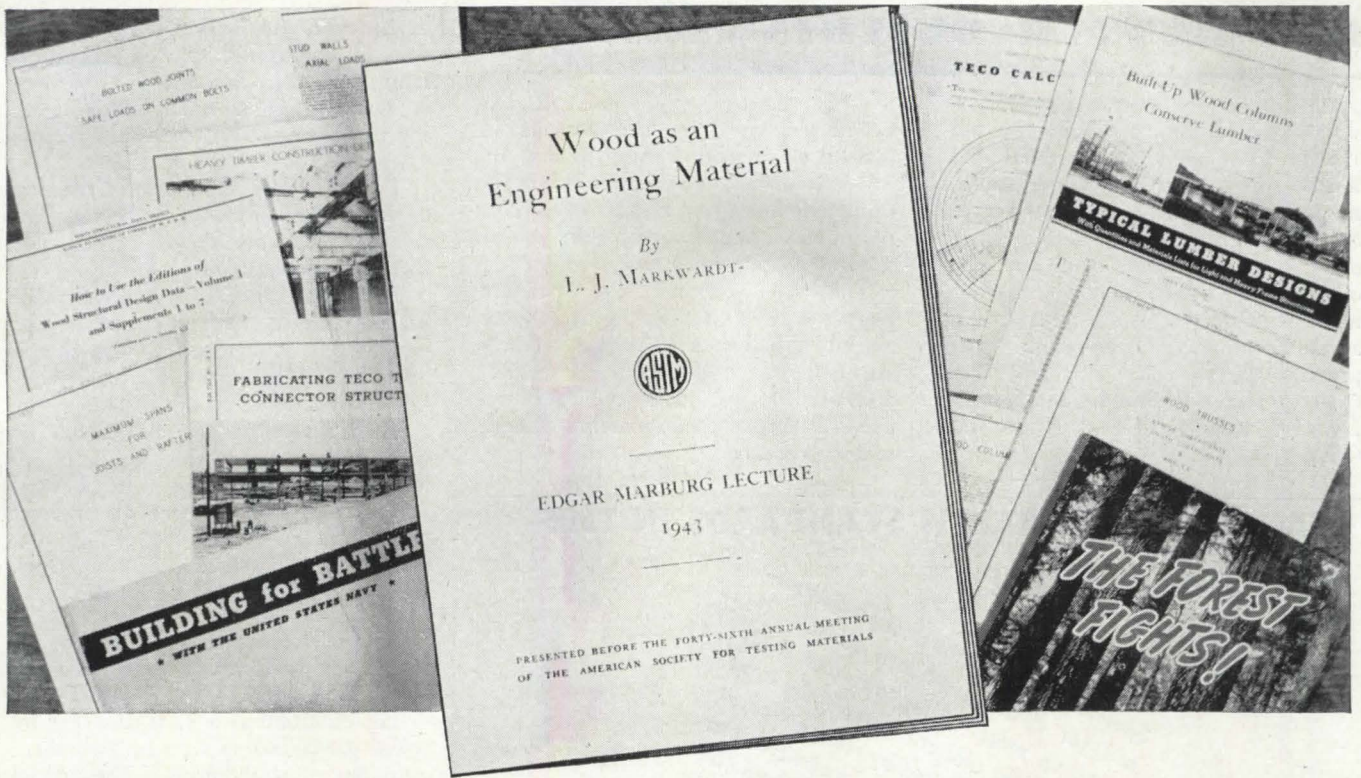 BOLTED WOOD JOINTS
SAFE LOADS ON COMMON BOLTS
STUD WALLS
AXIAL LOADS
HEAVY TIMBER CONSTRUCTION
How to Use the Editions of
Wood Structural Design Data – Volume 1
and Supplements 1 to 7
FABRICATING TECO T
CONNECTOR STRUCT
MAXIMUM SPANS
FOR
JOISTS AND RAFTER
BUILDING for BATTLE
* WITH THE UNITED STATES NAVY *
Wood as an
Engineering Material
By
L. J. MARKWARDT
ASTM
EDGAR MARBURG LECTURE
1943
PRESENTED BEFORE THE FORTY-SIXTH ANNUAL MEETING
OF THE AMERICAN SOCIETY FOR TESTING MATERIALS
TECO CALC
Built-Up Wood Columns
Conserve Lumber
TYPICAL LUMBER DESIGNS
With Quantities and Materials Lists for Light and Heavy Frame Structures
WOOD TRUSSES
OD COLUM
THE FOREST
FIGHTS!